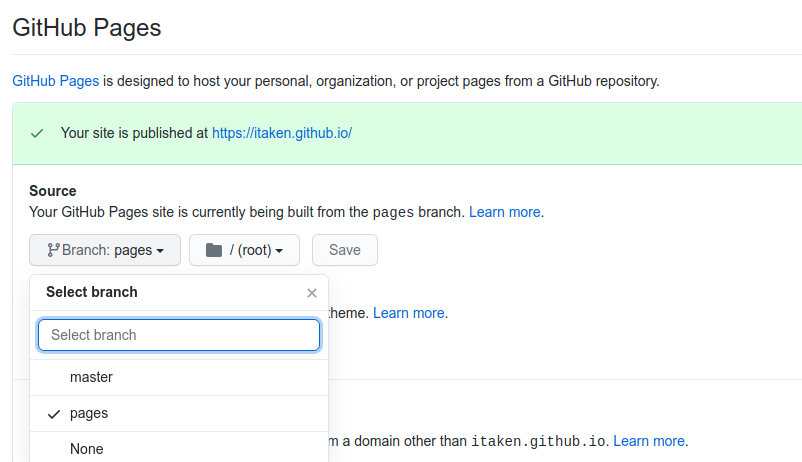 GitHub Pages
GitHub Pages is designed to host your personal, organization, or project pages from a GitHub repository.
Your site is published at https://itaken.github.io/
Source
Your GitHub Pages site is currently being built from the pages branch. Learn more.
Branch: pages / (root) Save
Select branch
theme. Learn more.
Select branch
master
pages
m a domain other than itaken.github.io. Learn more.
None